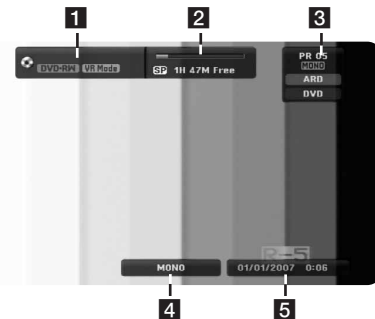 1 2 3
DVD-RW VR Mode
SP 1H 47M Free
PR 05
MONO
ARD
DVD
R-5
MONO
01/01/2007 0:06
4 5